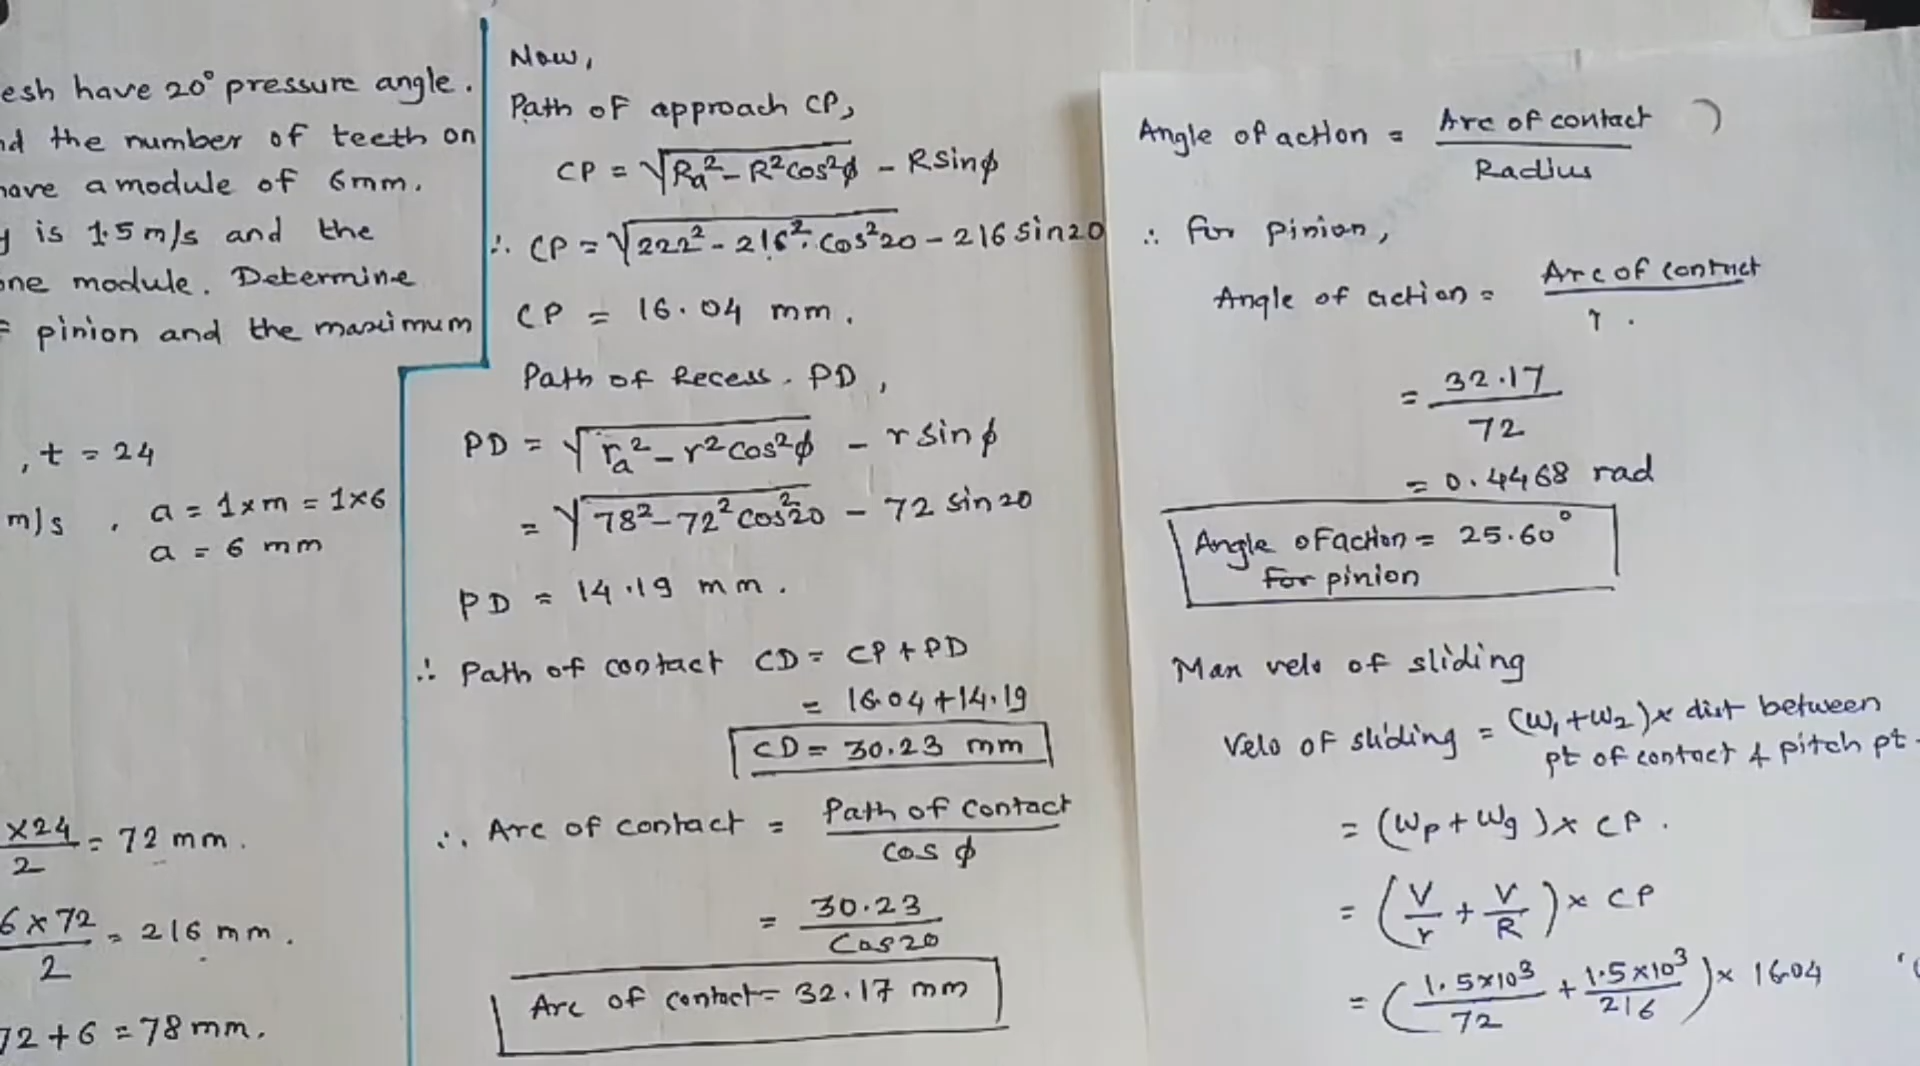 esh have 20° pressure angle.
nd the number of teeth on
have a module of 6mm.
y is 1.5 m/s and the
one module. Determine
pinion and the maximum
, t = 24
m/s , a = 1×m = 1×6
a = 6 mm
×24/2 = 72 mm.
6×72/2 = 216 mm.
72+6 = 78 mm.
Now,
Path of approach CP,
CP = √(Ra² - R²cos²φ) - R sinφ
∴ CP = √(222² - 216².cos²20) - 216 sin20
CP = 16.04 mm.
Path of Recess. PD,
PD = √(ra² - r²cos²φ) - r sinφ
= √(78² - 72²cos²20) - 72 sin20
PD = 14.19 mm.
∴ Path of contact CD = CP + PD
= 16.04 + 14.19
CD = 30.23 mm
∴ Arc of contact = Path of contact / cos φ
= 30.23 / Cos20
Arc of contact = 32.17 mm
Angle of action = Arc of contact / Radius
∴ for pinion,
Angle of action = Arc of contact / r.
= 32.17 / 72
= 0.4468 rad
Angle of action = 25.60°
for pinion
Max velo of sliding
Velo of sliding = (ω₁+ω₂)× dist between
pt of contact & pitch pt.
= (ωp + ωg) × CP.
= (V/r + V/R) × CP
= (1.5×10³/72 + 1.5×10³/216) × 16.04